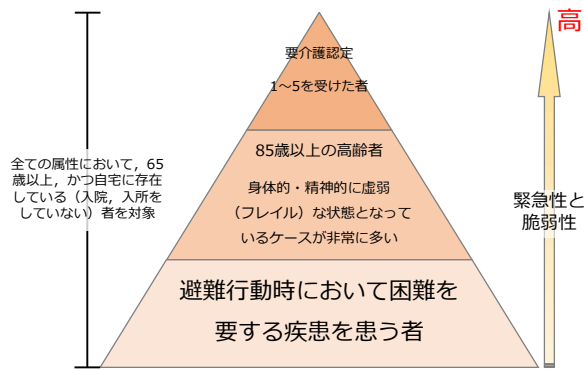 高
要介護認定
1~5を受けた者
85歳以上の高齢者
身体的・精神的に虚弱
（フレイル）な状態となって
いるケースが非常に多い
避難行動時において困難を
要する疾患を患う者
全ての属性において，65
歳以上，かつ自宅に存在
している（入院，入所を
していない）者を対象
緊急性と
脆弱性